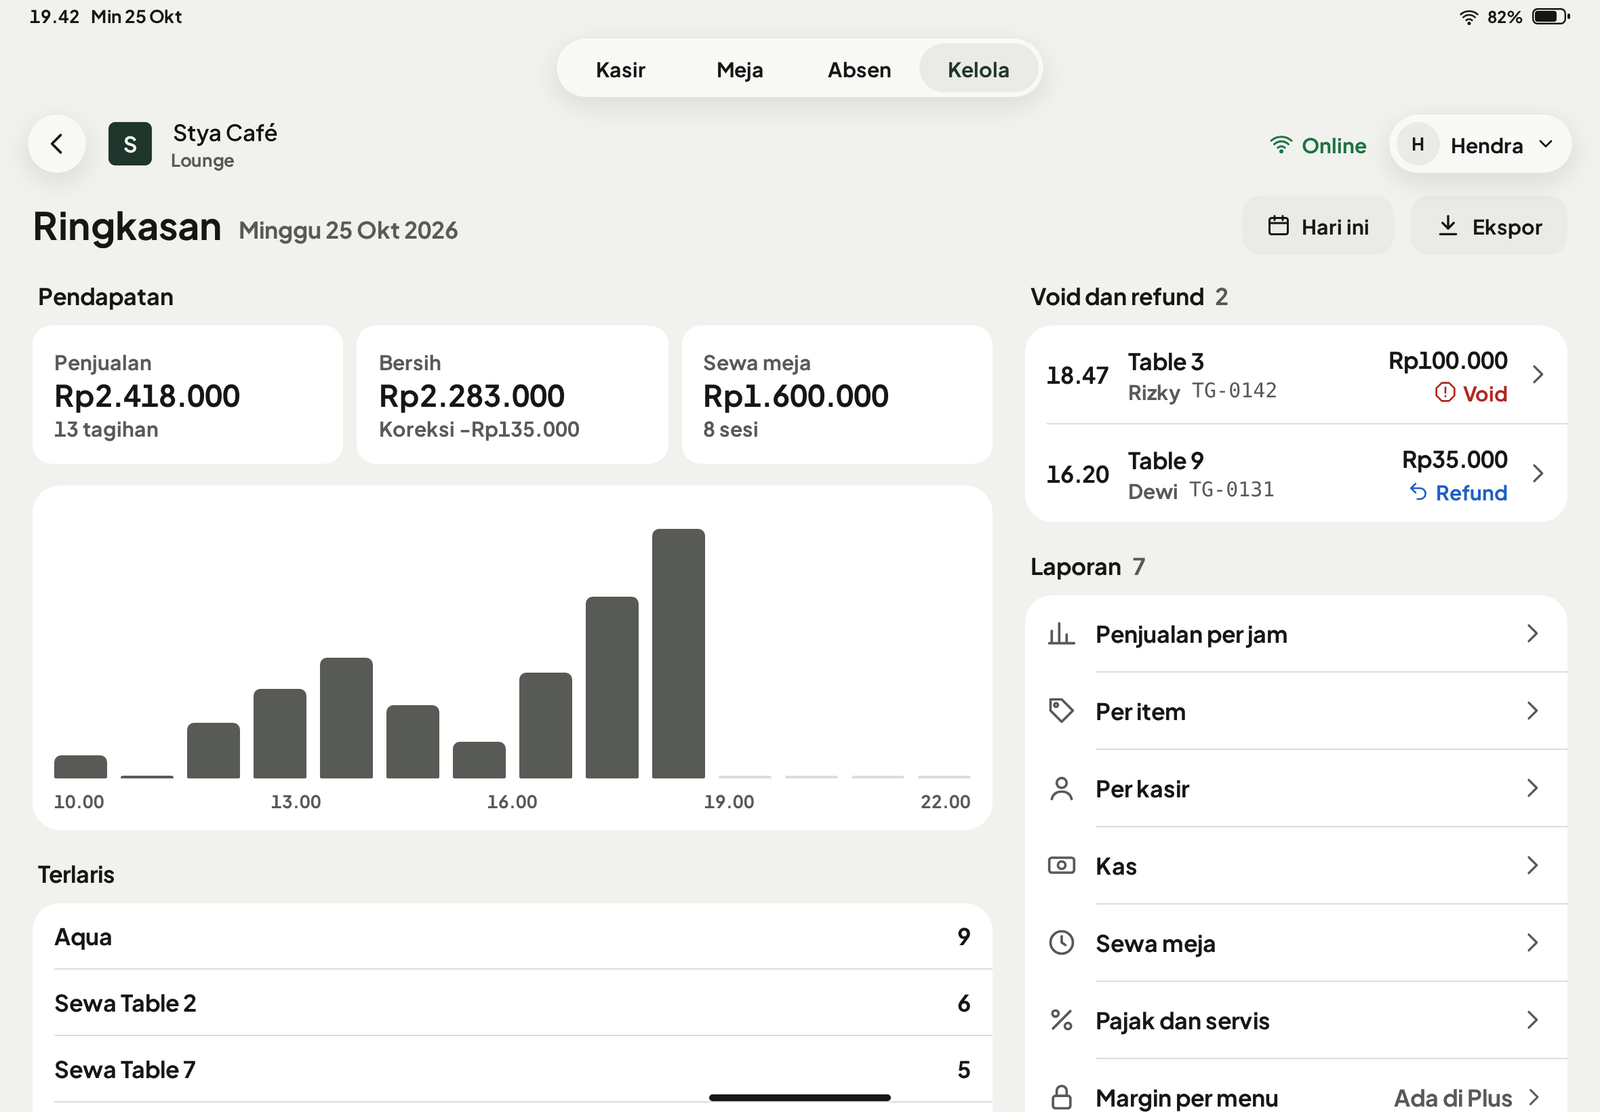 19.42 Min 25 Okt
82%
Kasir
Meja
Absen
Kelola
S
Stya Café
Lounge
Online
H
Hendra
Ringkasan
Minggu 25 Okt 2026
Hari ini
Ekspor
Pendapatan
Penjualan
Rp2.418.000
13 tagihan
Bersih
Rp2.283.000
Koreksi −Rp135.000
Sewa meja
Rp1.600.000
8 sesi
10.00
13.00
16.00
19.00
22.00
Terlaris
Aqua 9
Sewa Table 2 6
Sewa Table 7 5
Void dan refund 2
18.47
Table 3
Rizky TG-0142
Rp100.000
Void
16.20
Table 9
Dewi TG-0131
Rp35.000
Refund
Laporan 7
Penjualan per jam
Per item
Per kasir
Kas
Sewa meja
Pajak dan servis
Margin per menu Ada di Plus